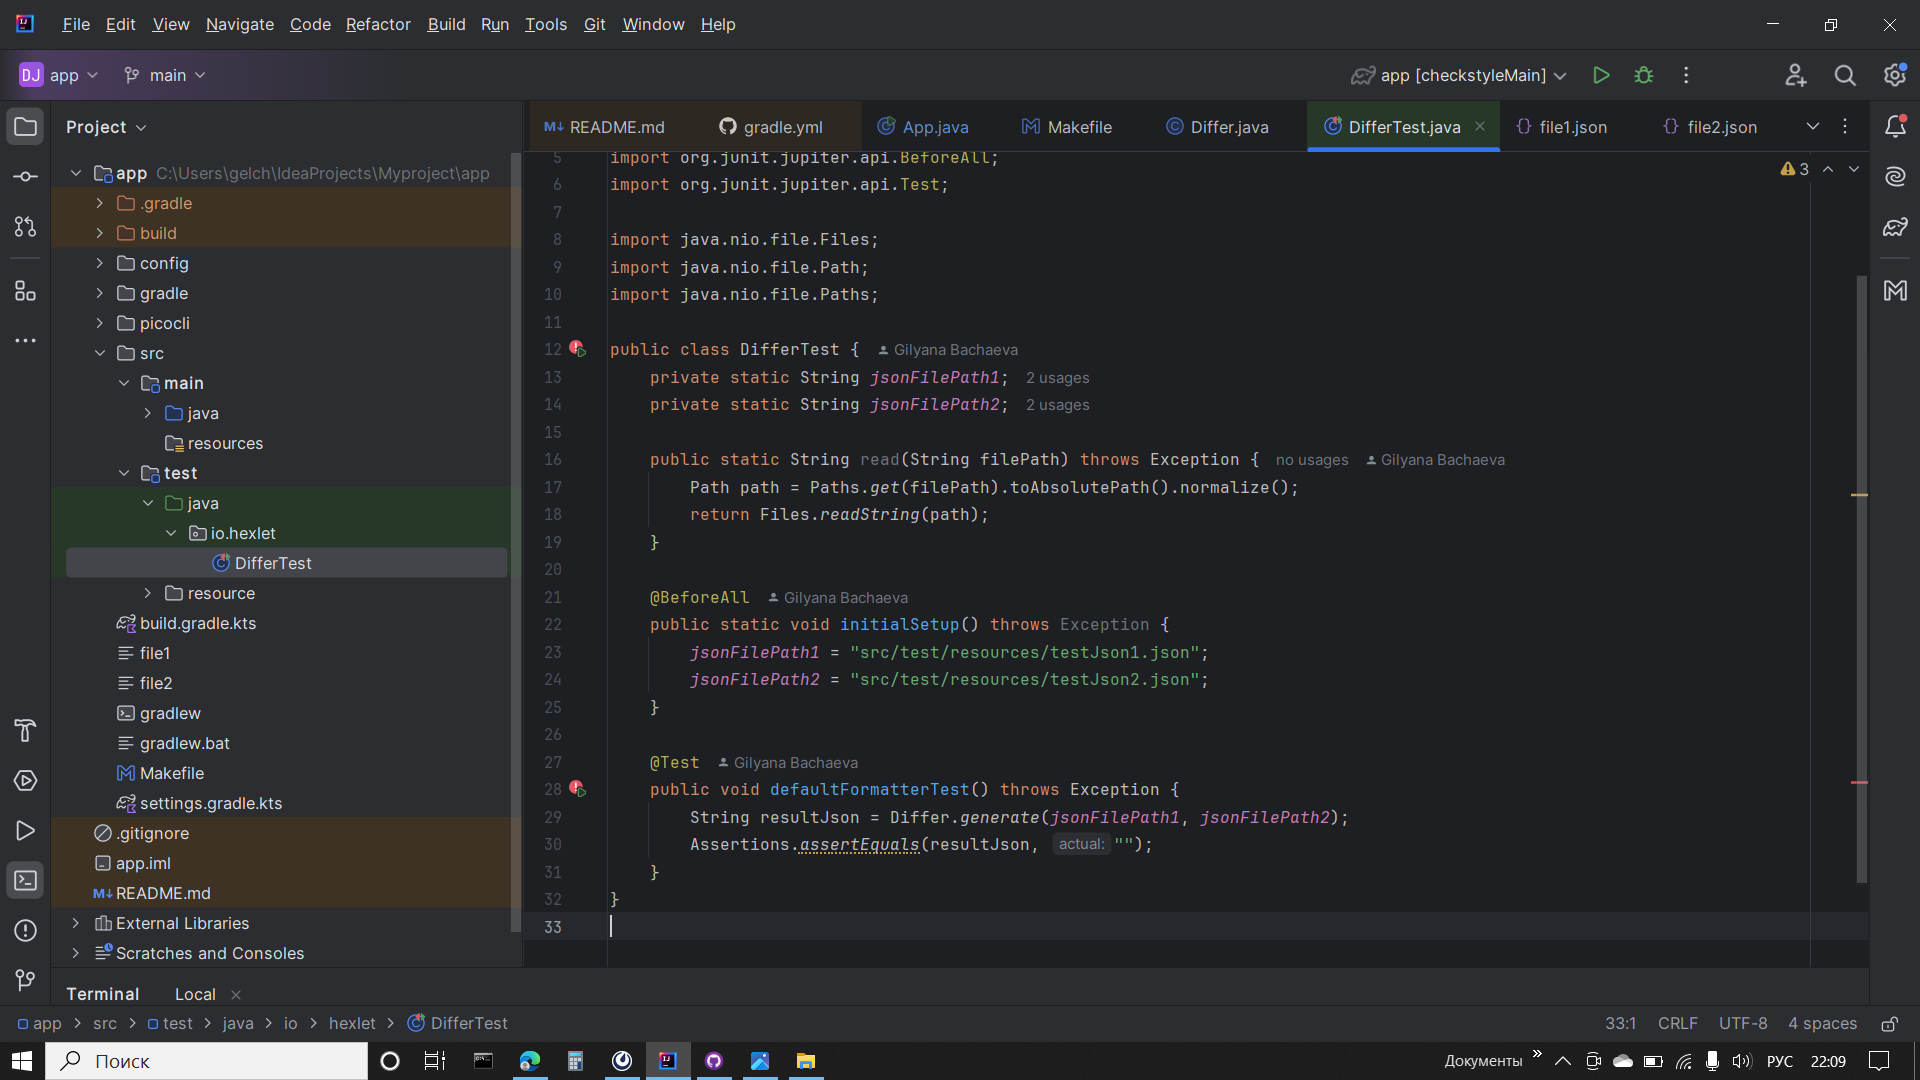 File Edit View Navigate Code Refactor Build Run Tools Git Window Help
DJ app main app [checkstyleMain]
Project
README.md gradle.yml App.java Makefile Differ.java DifferTest.java file1.json file2.json
app C:\Users\gelch\IdeaProjects\Myproject\app
.gradle
build
config
gradle
picocli
src
main
java
resources
test
java
io.hexlet
DifferTest
resource
build.gradle.kts
file1
file2
gradlew
gradlew.bat
Makefile
settings.gradle.kts
.gitignore
app.iml
README.md
External Libraries
Scratches and Consoles
3
5 import org.junit.jupiter.api.BeforeAll;
6 import org.junit.jupiter.api.Test;
7
8 import java.nio.file.Files;
9 import java.nio.file.Path;
10 import java.nio.file.Paths;
11
12 public class DifferTest { Gilyana Bachaeva
13 private static String jsonFilePath1; 2 usages
14 private static String jsonFilePath2; 2 usages
15
16 public static String read(String filePath) throws Exception { no usages Gilyana Bachaeva
17 Path path = Paths.get(filePath).toAbsolutePath().normalize();
18 return Files.readString(path);
19 }
20
21 @BeforeAll Gilyana Bachaeva
22 public static void initialSetup() throws Exception {
23 jsonFilePath1 = "src/test/resources/testJson1.json";
24 jsonFilePath2 = "src/test/resources/testJson2.json";
25 }
26
27 @Test Gilyana Bachaeva
28 public void defaultFormatterTest() throws Exception {
29 String resultJson = Differ.generate(jsonFilePath1, jsonFilePath2);
30 Assertions.assertEquals(resultJson, actual: "");
31 }
32 }
33
Terminal Local
app > src > test > java > io > hexlet > DifferTest 33:1 CRLF UTF-8 4 spaces
Поиск Документы РУС 22:09